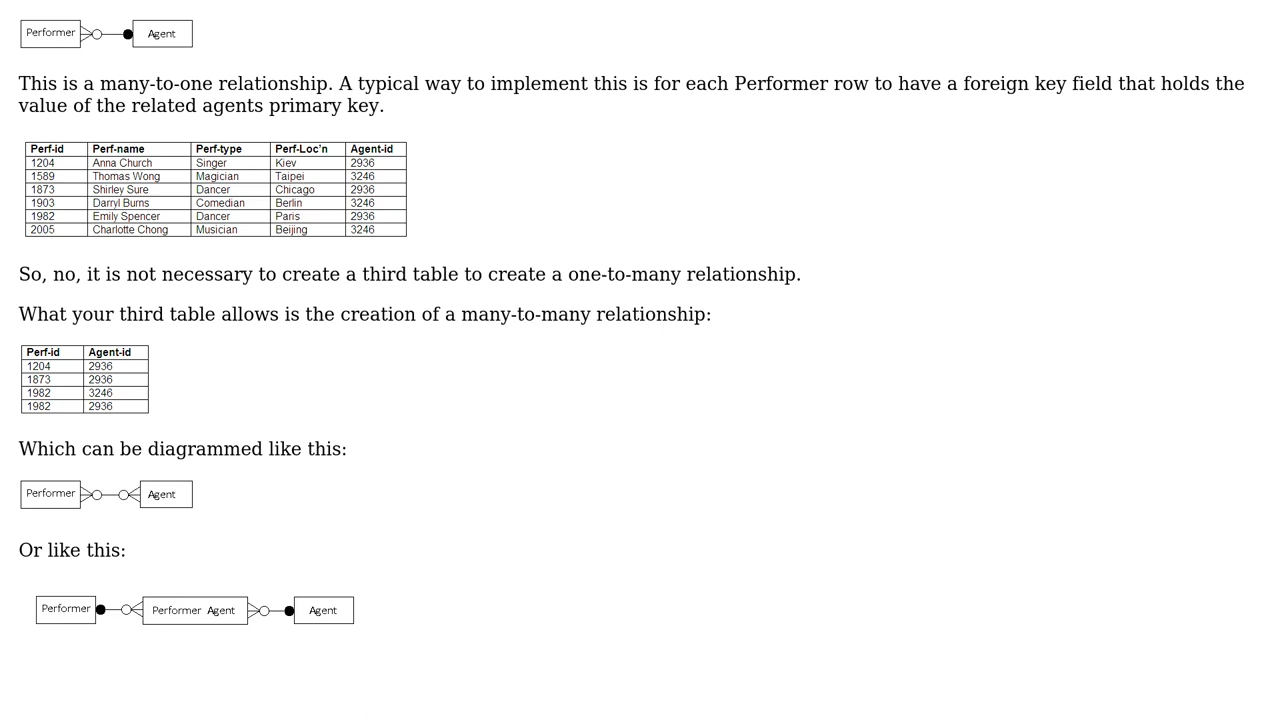 Performer Agent
This is a many-to-one relationship. A typical way to implement this is for each Performer row to have a foreign key field that holds the
value of the related agents primary key.
Perf-id Perf-name Perf-type Perf-Loc'n Agent-id
1204 Anna Church Singer Kiev 2936
1589 Thomas Wong Magician Taipei 3246
1873 Shirley Sure Dancer Chicago 2936
1903 Darryl Burns Comedian Berlin 3246
1982 Emily Spencer Dancer Paris 2936
2005 Charlotte Chong Musician Beijing 3246
So, no, it is not necessary to create a third table to create a one-to-many relationship.
What your third table allows is the creation of a many-to-many relationship:
Perf-id Agent-id
1204 2936
1873 2936
1982 3246
1982 2936
Which can be diagrammed like this:
Performer Agent
Or like this:
Performer Performer Agent Agent